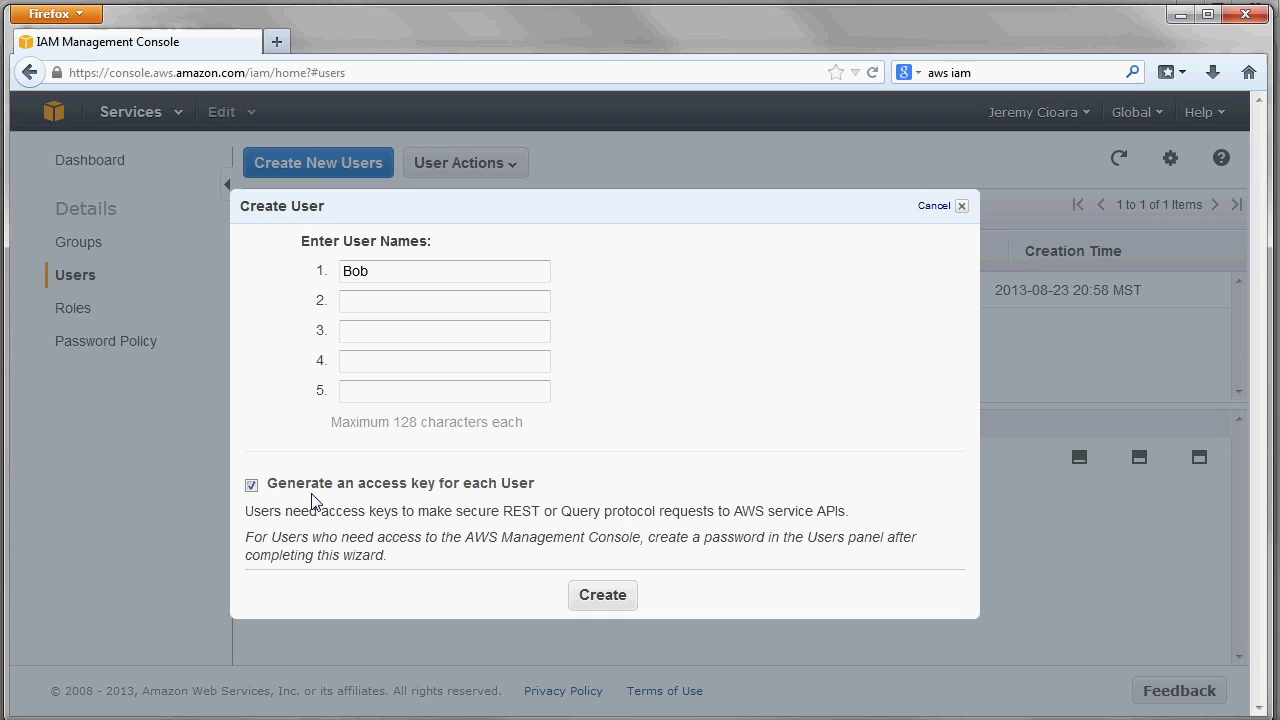 Firefox
IAM Management Console
https://console.aws.amazon.com/iam/home?#users
aws iam
Services
Edit
Jeremy Cioara
Global
Help
Dashboard
Create New Users
User Actions
Details
1 to 1 of 1 Items
Create User
Cancel
Groups
Enter User Names:
Creation Time
Users
1. Bob
2013-08-23 20:58 MST
2.
Roles
3.
Password Policy
4.
5.
Maximum 128 characters each
Generate an access key for each User
Users need access keys to make secure REST or Query protocol requests to AWS service APIs.
For Users who need access to the AWS Management Console, create a password in the Users panel after
completing this wizard.
Create
© 2008 - 2013, Amazon Web Services, Inc. or its affiliates. All rights reserved.
Privacy Policy
Terms of Use
Feedback